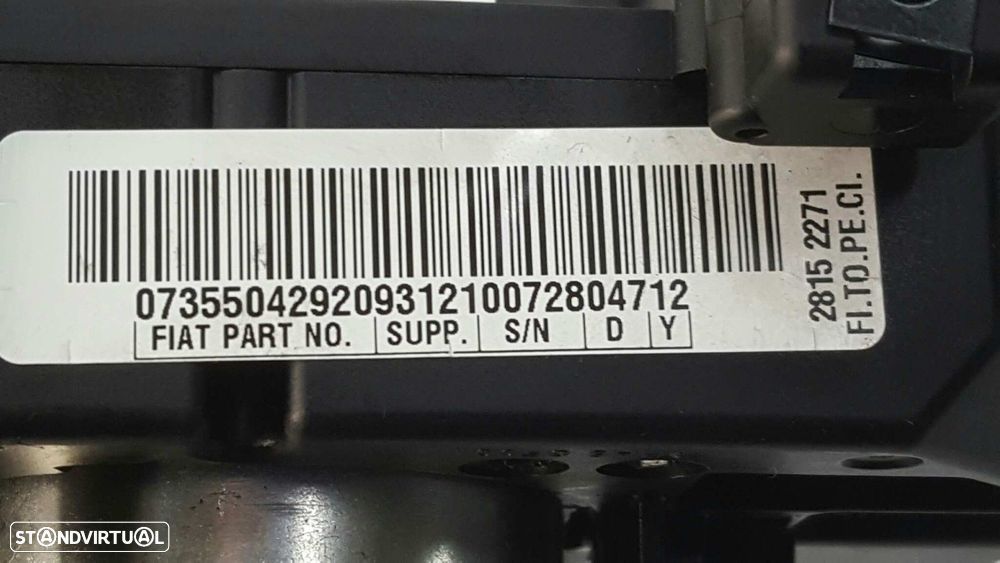 07355042920931210072804712
FIAT PART NO. SUPP. S/N D Y
2815 2271
FI.TO.PE.CI.
STANDVIRTUAL